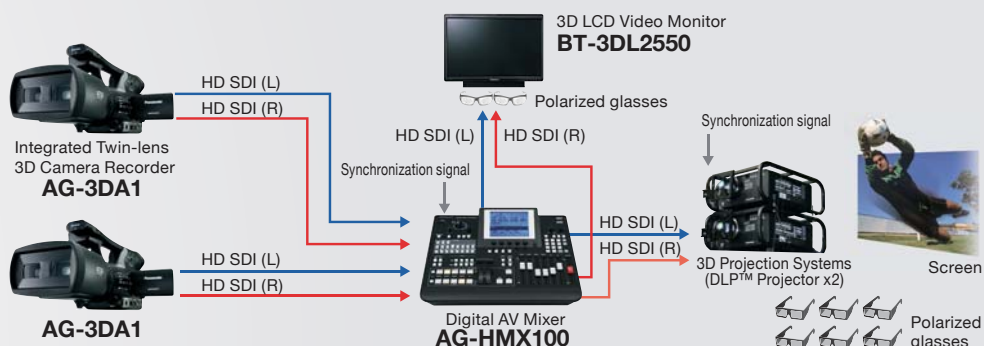 3D LCD Video Monitor
BT-3DL2550
HD SDI (L)
HD SDI (R)
Polarized glasses
Integrated Twin-lens
3D Camera Recorder
AG-3DA1
HD SDI (L)
HD SDI (R)
Synchronization signal
Synchronization signal
HD SDI (L)
HD SDI (R)
HD SDI (L)
HD SDI (R)
3D Projection Systems
(DLP™ Projector x2)
Screen
AG-3DA1
Digital AV Mixer
AG-HMX100
Polarized
glasses